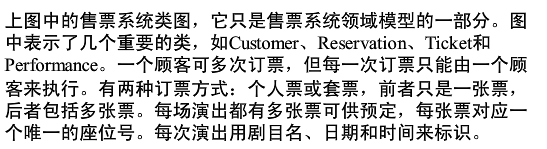 上图中的售票系统类图，它只是售票系统领域模型的一部分。图
中表示了几个重要的类，如Customer、Reservation、Ticket和
Performance。一个顾客可多次订票，但每一次订票只能由一个顾
客来执行。有两种订票方式：个人票或套票，前者只是一张票，
后者包括多张票。每场演出都有多张票可供预定，每张票对应一
个唯一的座位号。每次演出用剧目名、日期和时间来标识。